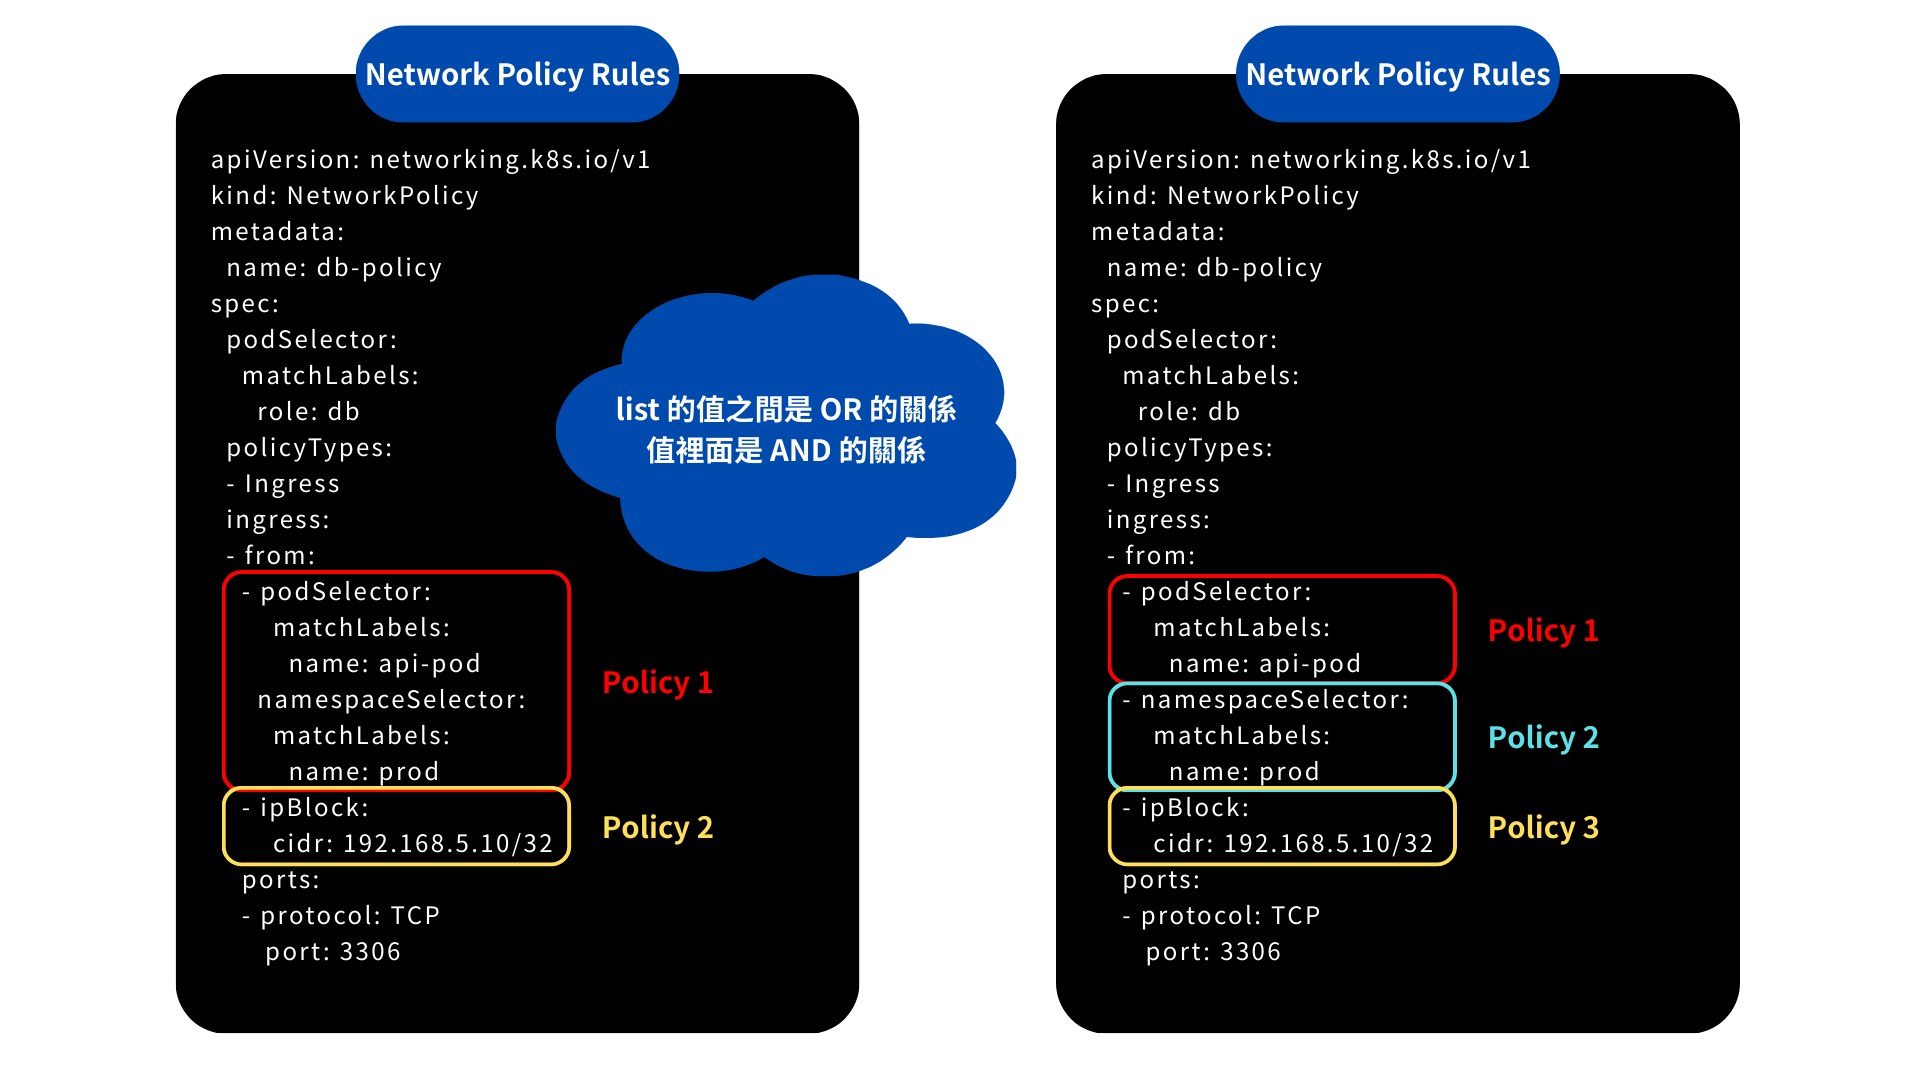 Network Policy Rules
apiVersion: networking.k8s.io/v1
kind: NetworkPolicy
metadata:
  name: db-policy
spec:
  podSelector:
    matchLabels:
      role: db
  policyTypes:
  - Ingress
  ingress:
  - from:
    - podSelector:
        matchLabels:
          name: api-pod
      namespaceSelector:
        matchLabels:
          name: prod
    - ipBlock:
        cidr: 192.168.5.10/32
    ports:
    - protocol: TCP
       port: 3306
Policy 1
Policy 2
list 的值之間是 OR 的關係
值裡面是 AND 的關係
Network Policy Rules
apiVersion: networking.k8s.io/v1
kind: NetworkPolicy
metadata:
  name: db-policy
spec:
  podSelector:
    matchLabels:
      role: db
  policyTypes:
  - Ingress
  ingress:
  - from:
    - podSelector:
        matchLabels:
          name: api-pod
    - namespaceSelector:
        matchLabels:
          name: prod
    - ipBlock:
        cidr: 192.168.5.10/32
    ports:
    - protocol: TCP
       port: 3306
Policy 1
Policy 2
Policy 3